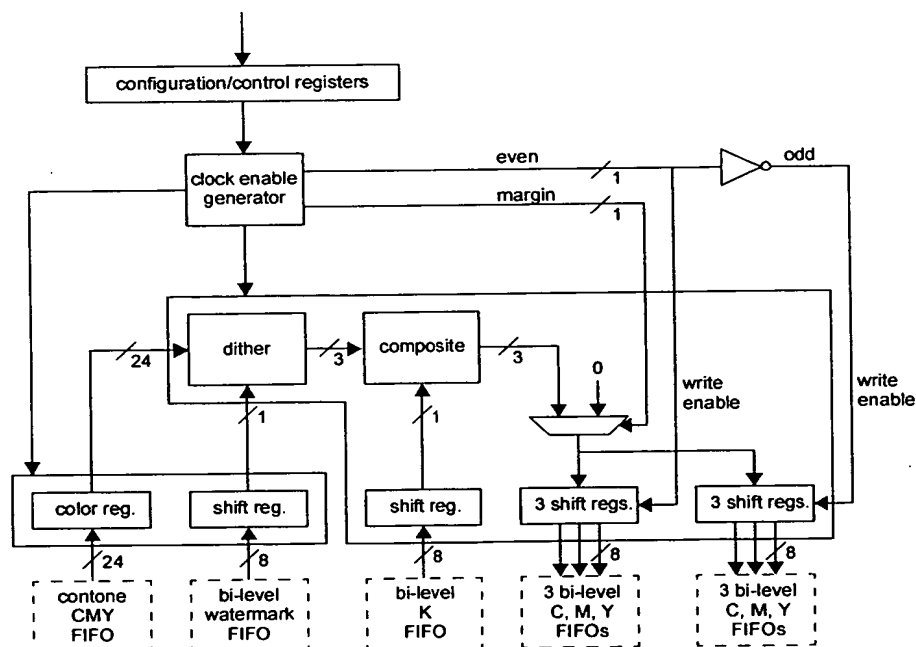 configuration/control registers
clock enable
generator
even
1
odd
margin
1
dither
composite
24
3
3
0
1
1
write
enable
write
enable
color reg.
shift reg.
shift reg.
3 shift regs.
3 shift regs.
24
8
8
8
8
contone
CMY
FIFO
bi-level
watermark
FIFO
bi-level
K
FIFO
3 bi-level
C, M, Y
FIFOs
3 bi-level
C, M, Y
FIFOs